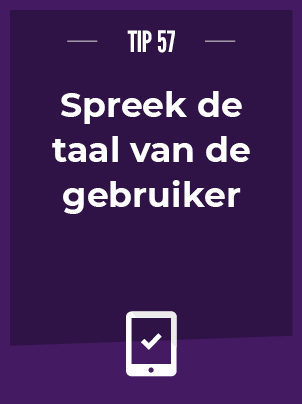 TIP 57
Spreek de
taal van de
gebruiker